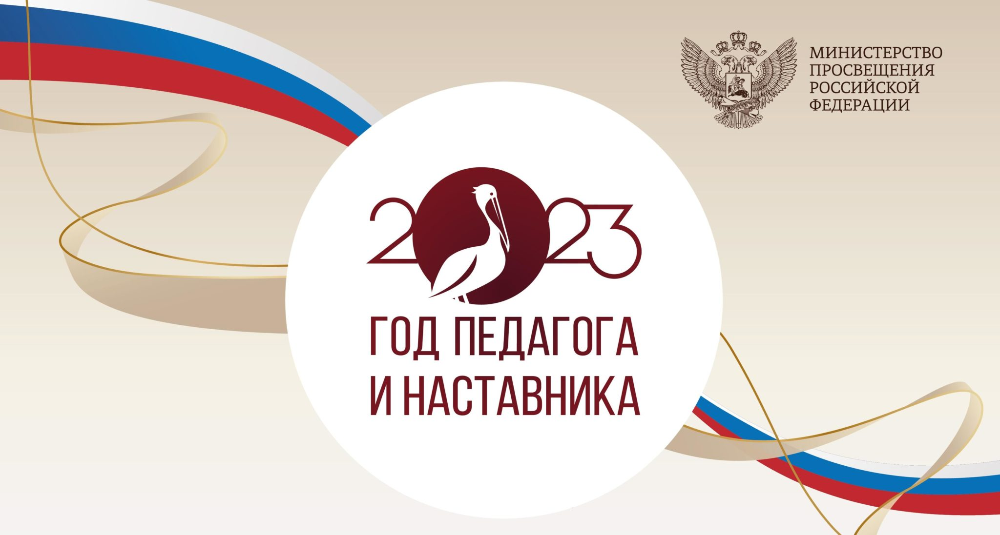 МИНИСТЕРСТВО
ПРОСВЕЩЕНИЯ
РОССИЙСКОЙ
ФЕДЕРАЦИИ
2023
ГОД ПЕДАГОГА
И НАСТАВНИКА